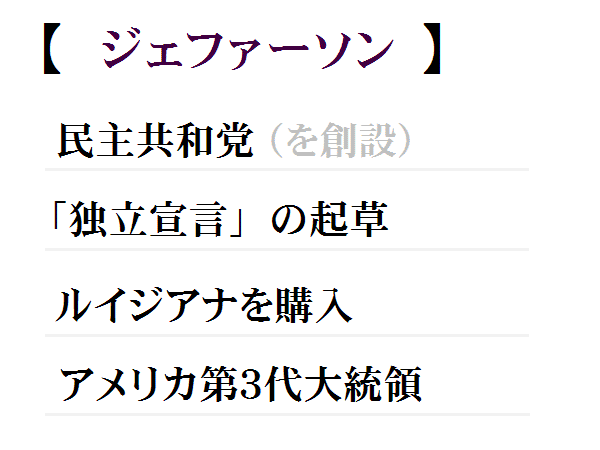 【 ジェファーソン 】
民主共和党（を創設）
「独立宣言」の起草
ルイジアナを購入
アメリカ第3代大統領